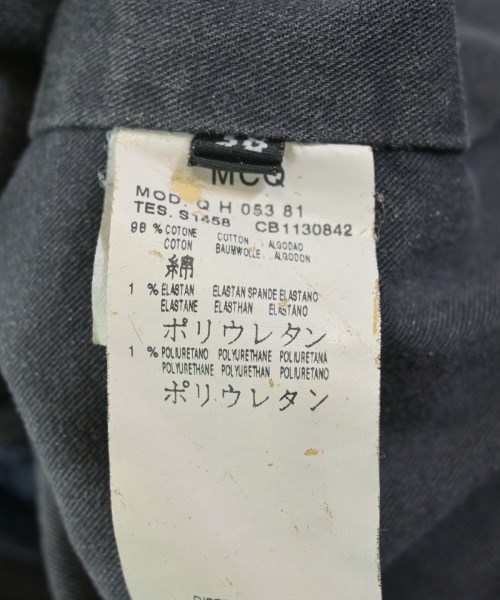 38
MCQ
MOD. Q H 053 81
TES. S1458 CB1130842
98 % COTONE COTTON ALGODAO
COTON BAUMWOLLE ALGODON
綿
1 % ELASTAN ELASTAN SPANDE ELASTANO
ELASTANE ELASTHAN ELASTANO
ポリウレタン
1 % POLIURETANO POLYURETHANE POLIURETANA
POLYURETHANE POLYURETHAN POLIURETANO
ポリウレタン